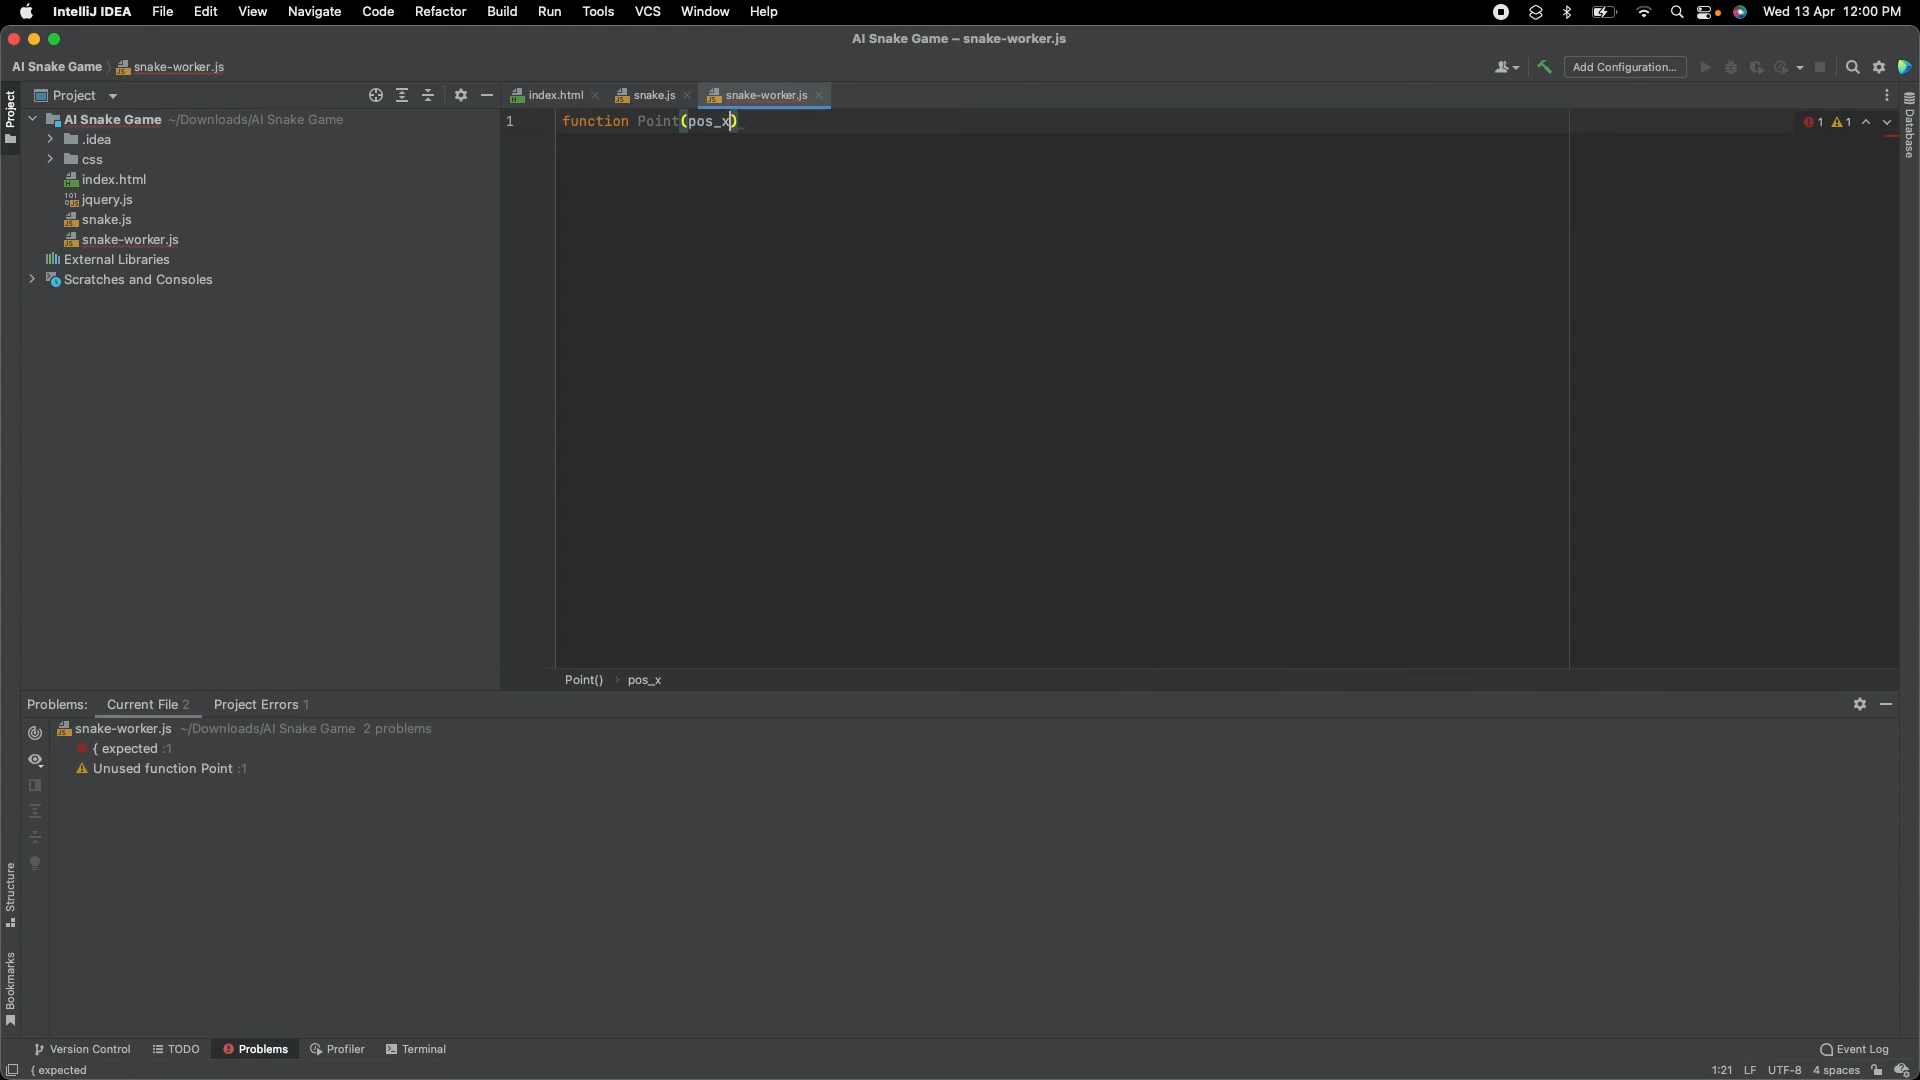 IntelliJ IDEA File Edit View Navigate Code Refactor Build Run Tools VCS Window Help Wed 13 Apr 12:00 PM
AI Snake Game – snake-worker.js
AI Snake Game snake-worker.js Add Configuration...
Project index.html snake.js snake-worker.js
Project
Database
AI Snake Game ~/Downloads/AI Snake Game
.idea
css
index.html
jquery.js
snake.js
snake-worker.js
External Libraries
Scratches and Consoles
1 function Point(pos_x) 1 1
Point() pos_x
Problems: Current File 2 Project Errors 1
snake-worker.js ~/Downloads/AI Snake Game 2 problems
{ expected :1
Unused function Point :1
Structure
Bookmarks
Version Control TODO Problems Profiler Terminal Event Log
{ expected 1:21 LF UTF-8 4 spaces